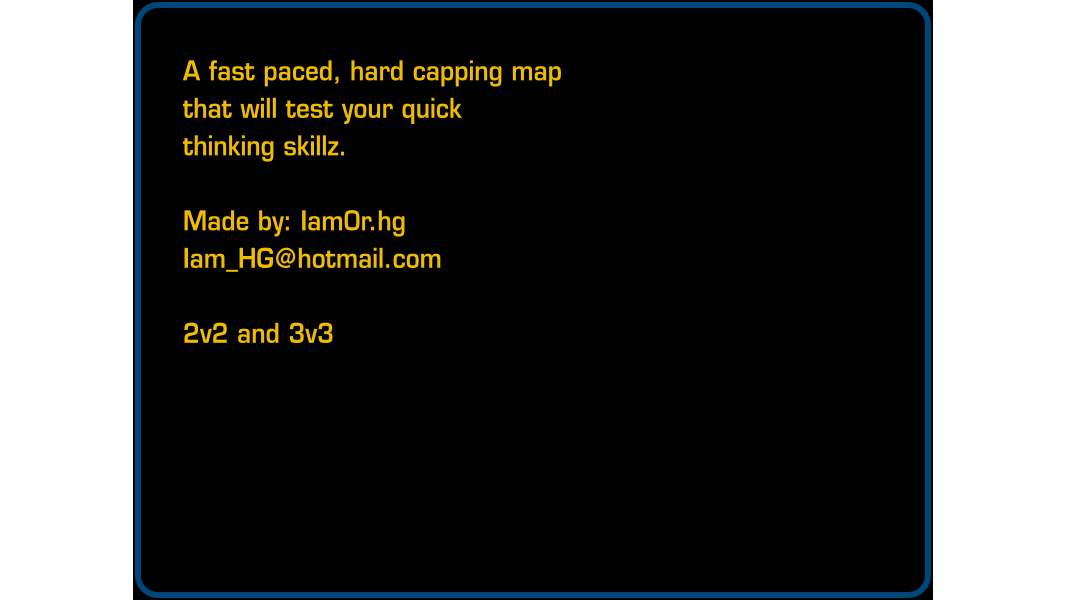 A fast paced, hard capping map
that will test your quick
thinking skillz.
Made by: IamOr.hg
Iam_HG@hotmail.com
2v2 and 3v3